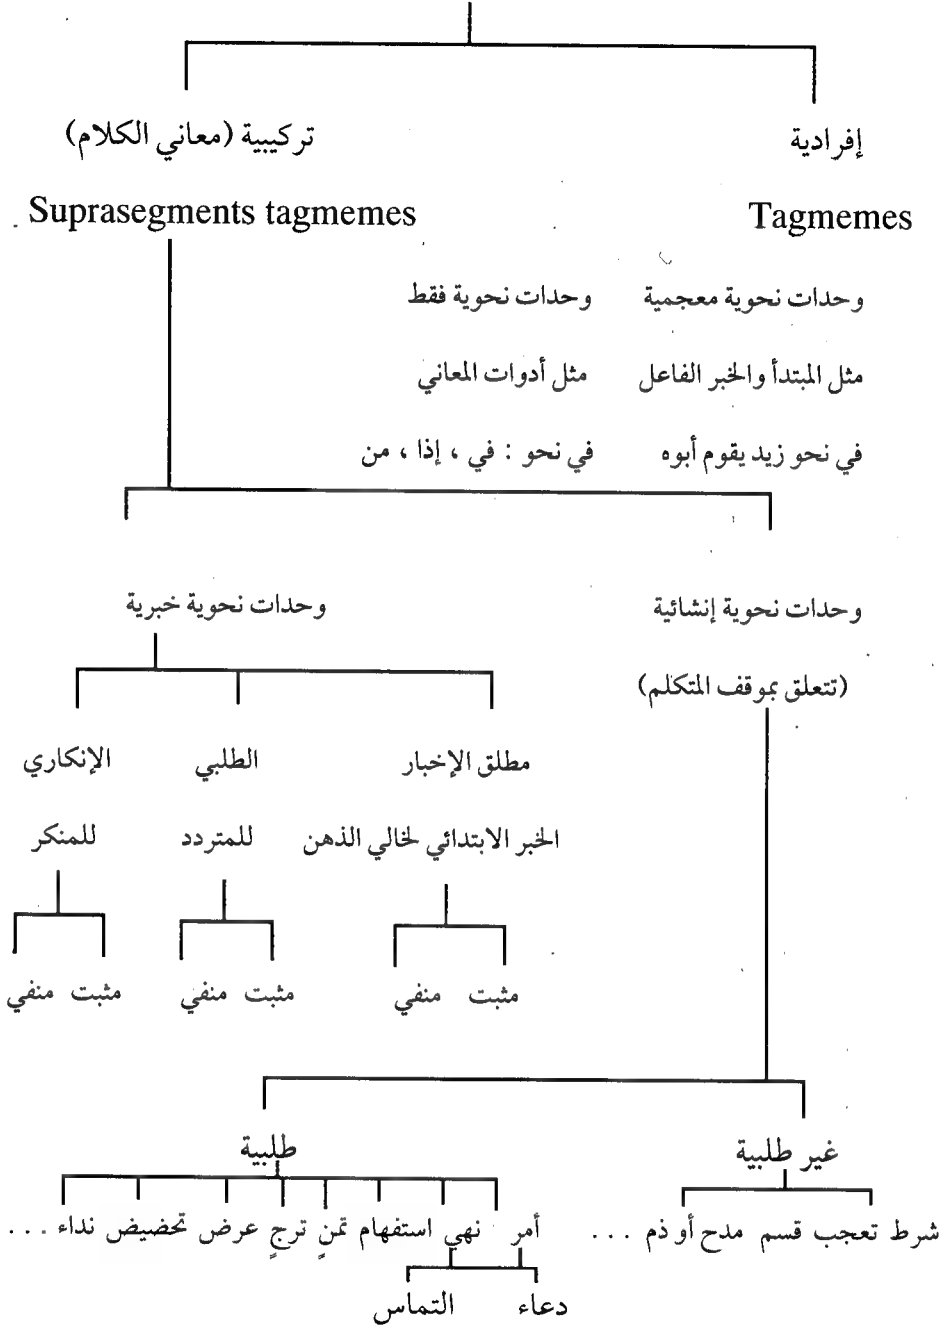 إفرادية تركيبية (معاني الكلام)
Tagmemes Suprasegments tagmemes
وحدات نحوية معجمية وحدات نحوية فقط
مثل المبتدأ والخبر الفاعل مثل أدوات المعاني
في نحو زيد يقوم أبوه في نحو : في ، إذا ، من
وحدات نحوية إنشائية وحدات نحوية خبرية
(تتعلق بموقف المتكلم)
مطلق الإخبار الطلبي الإنكاري
الخبر الابتدائي لخالي الذهن للمتردد للمنكر
مثبت منفي مثبت منفي مثبت منفي
غير طلبية طلبية
شرط تعجب قسم مدح أو ذم ... أمر نهي استفهام تمنٍ ترجٍ عرض تحضيض نداء ...
دعاء التماس